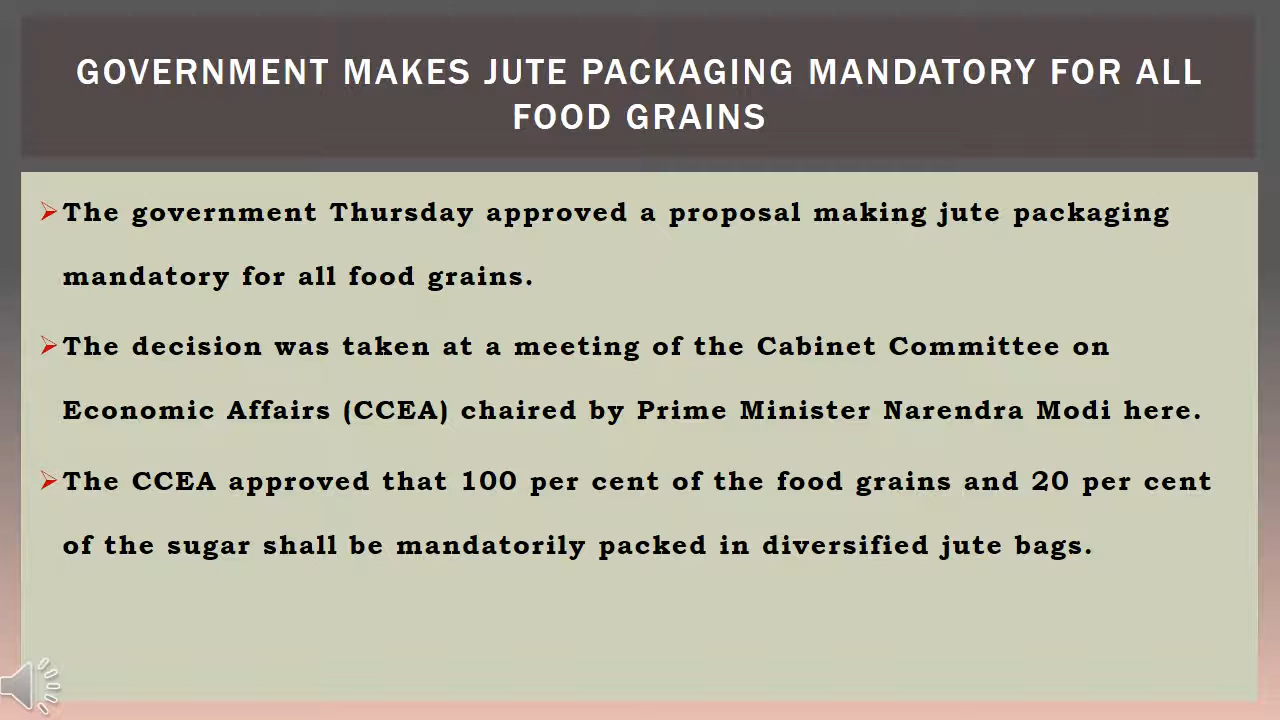 GOVERNMENT MAKES JUTE PACKAGING MANDATORY FOR ALL
FOOD GRAINS
The government Thursday approved a proposal making jute packaging
mandatory for all food grains.
The decision was taken at a meeting of the Cabinet Committee on
Economic Affairs (CCEA) chaired by Prime Minister Narendra Modi here.
The CCEA approved that 100 per cent of the food grains and 20 per cent
of the sugar shall be mandatorily packed in diversified jute bags.